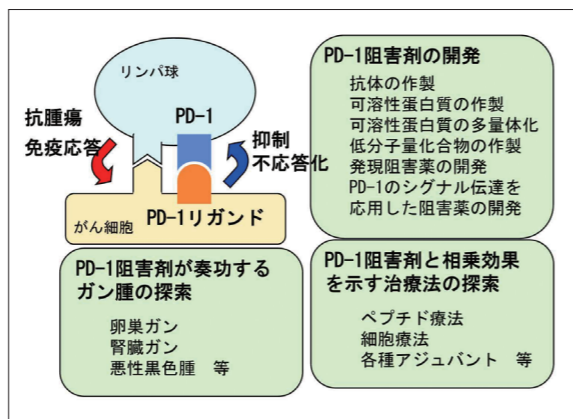 リンパ球
PD-1
抗腫瘍
免疫応答
抑制
不応答化
がん細胞
PD-1リガンド
PD-1阻害剤の開発
抗体の作製
可溶性蛋白質の作製
可溶性蛋白質の多量体化
低分子量化合物の作製
発現阻害薬の開発
PD-1のシグナル伝達を
応用した阻害薬の開発
PD-1阻害剤が奏功する
ガン腫の探索
卵巣ガン
腎臓ガン
悪性黒色腫　等
PD-1阻害剤と相乗効果
を示す治療法の探索
ペプチド療法
細胞療法
各種アジュバント　等